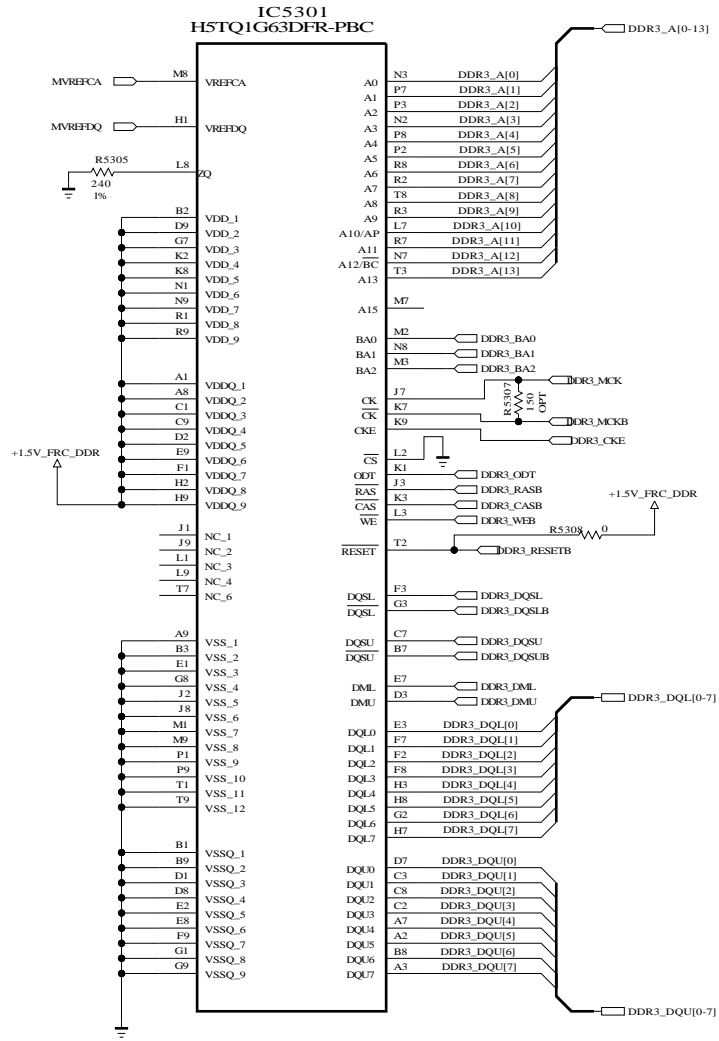 IC5301
H5TQ1G63DFR-PBC
DDR3_A[0-13]
MVREFCA M8 VREFCA
MVREFDQ H1 VREFDQ
R5305
240
1%
L8 ZQ
B2 VDD_1
D9 VDD_2
G7 VDD_3
K2 VDD_4
K8 VDD_5
N1 VDD_6
N9 VDD_7
R1 VDD_8
R9 VDD_9
A1 VDDQ_1
A8 VDDQ_2
C1 VDDQ_3
C9 VDDQ_4
D2 VDDQ_5
E9 VDDQ_6
F1 VDDQ_7
H2 VDDQ_8
H9 VDDQ_9
+1.5V_FRC_DDR
J1 NC_1
J9 NC_2
L1 NC_3
L9 NC_4
T7 NC_6
A9 VSS_1
B3 VSS_2
E1 VSS_3
G8 VSS_4
J2 VSS_5
J8 VSS_6
M1 VSS_7
M9 VSS_8
P1 VSS_9
P9 VSS_10
T1 VSS_11
T9 VSS_12
B1 VSSQ_1
B9 VSSQ_2
D1 VSSQ_3
D8 VSSQ_4
E2 VSSQ_5
E8 VSSQ_6
F9 VSSQ_7
G1 VSSQ_8
G9 VSSQ_9
A0 N3 DDR3_A[0]
A1 P7 DDR3_A[1]
A2 P3 DDR3_A[2]
A3 N2 DDR3_A[3]
A4 P8 DDR3_A[4]
A5 P2 DDR3_A[5]
A6 R8 DDR3_A[6]
A7 R2 DDR3_A[7]
A8 T8 DDR3_A[8]
A9 R3 DDR3_A[9]
A10/AP L7 DDR3_A[10]
A11 R7 DDR3_A[11]
A12/BC N7 DDR3_A[12]
A13 T3 DDR3_A[13]
A15 M7
BA0 M2 DDR3_BA0
BA1 N8 DDR3_BA1
BA2 M3 DDR3_BA2
CK J7 DDR3_MCK
R5307
150
OPT
CK K7 DDR3_MCKB
CKE K9 DDR3_CKE
CS L2
ODT K1 DDR3_ODT
RAS J3 DDR3_RASB
CAS K3 DDR3_CASB
WE L3 DDR3_WEB
+1.5V_FRC_DDR
R5308 0
RESET T2 DDR3_RESETB
DQSL F3 DDR3_DQSL
DQSL G3 DDR3_DQSLB
DQSU C7 DDR3_DQSU
DQSU B7 DDR3_DQSUB
DML E7 DDR3_DML
DMU D3 DDR3_DMU
DDR3_DQL[0-7]
DQL0 E3 DDR3_DQL[0]
DQL1 F7 DDR3_DQL[1]
DQL2 F2 DDR3_DQL[2]
DQL3 F8 DDR3_DQL[3]
DQL4 H3 DDR3_DQL[4]
DQL5 H8 DDR3_DQL[5]
DQL6 G2 DDR3_DQL[6]
DQL7 H7 DDR3_DQL[7]
DQU0 D7 DDR3_DQU[0]
DQU1 C3 DDR3_DQU[1]
DQU2 C8 DDR3_DQU[2]
DQU3 C2 DDR3_DQU[3]
DQU4 A7 DDR3_DQU[4]
DQU5 A2 DDR3_DQU[5]
DQU6 B8 DDR3_DQU[6]
DQU7 A3 DDR3_DQU[7]
DDR3_DQU[0-7]